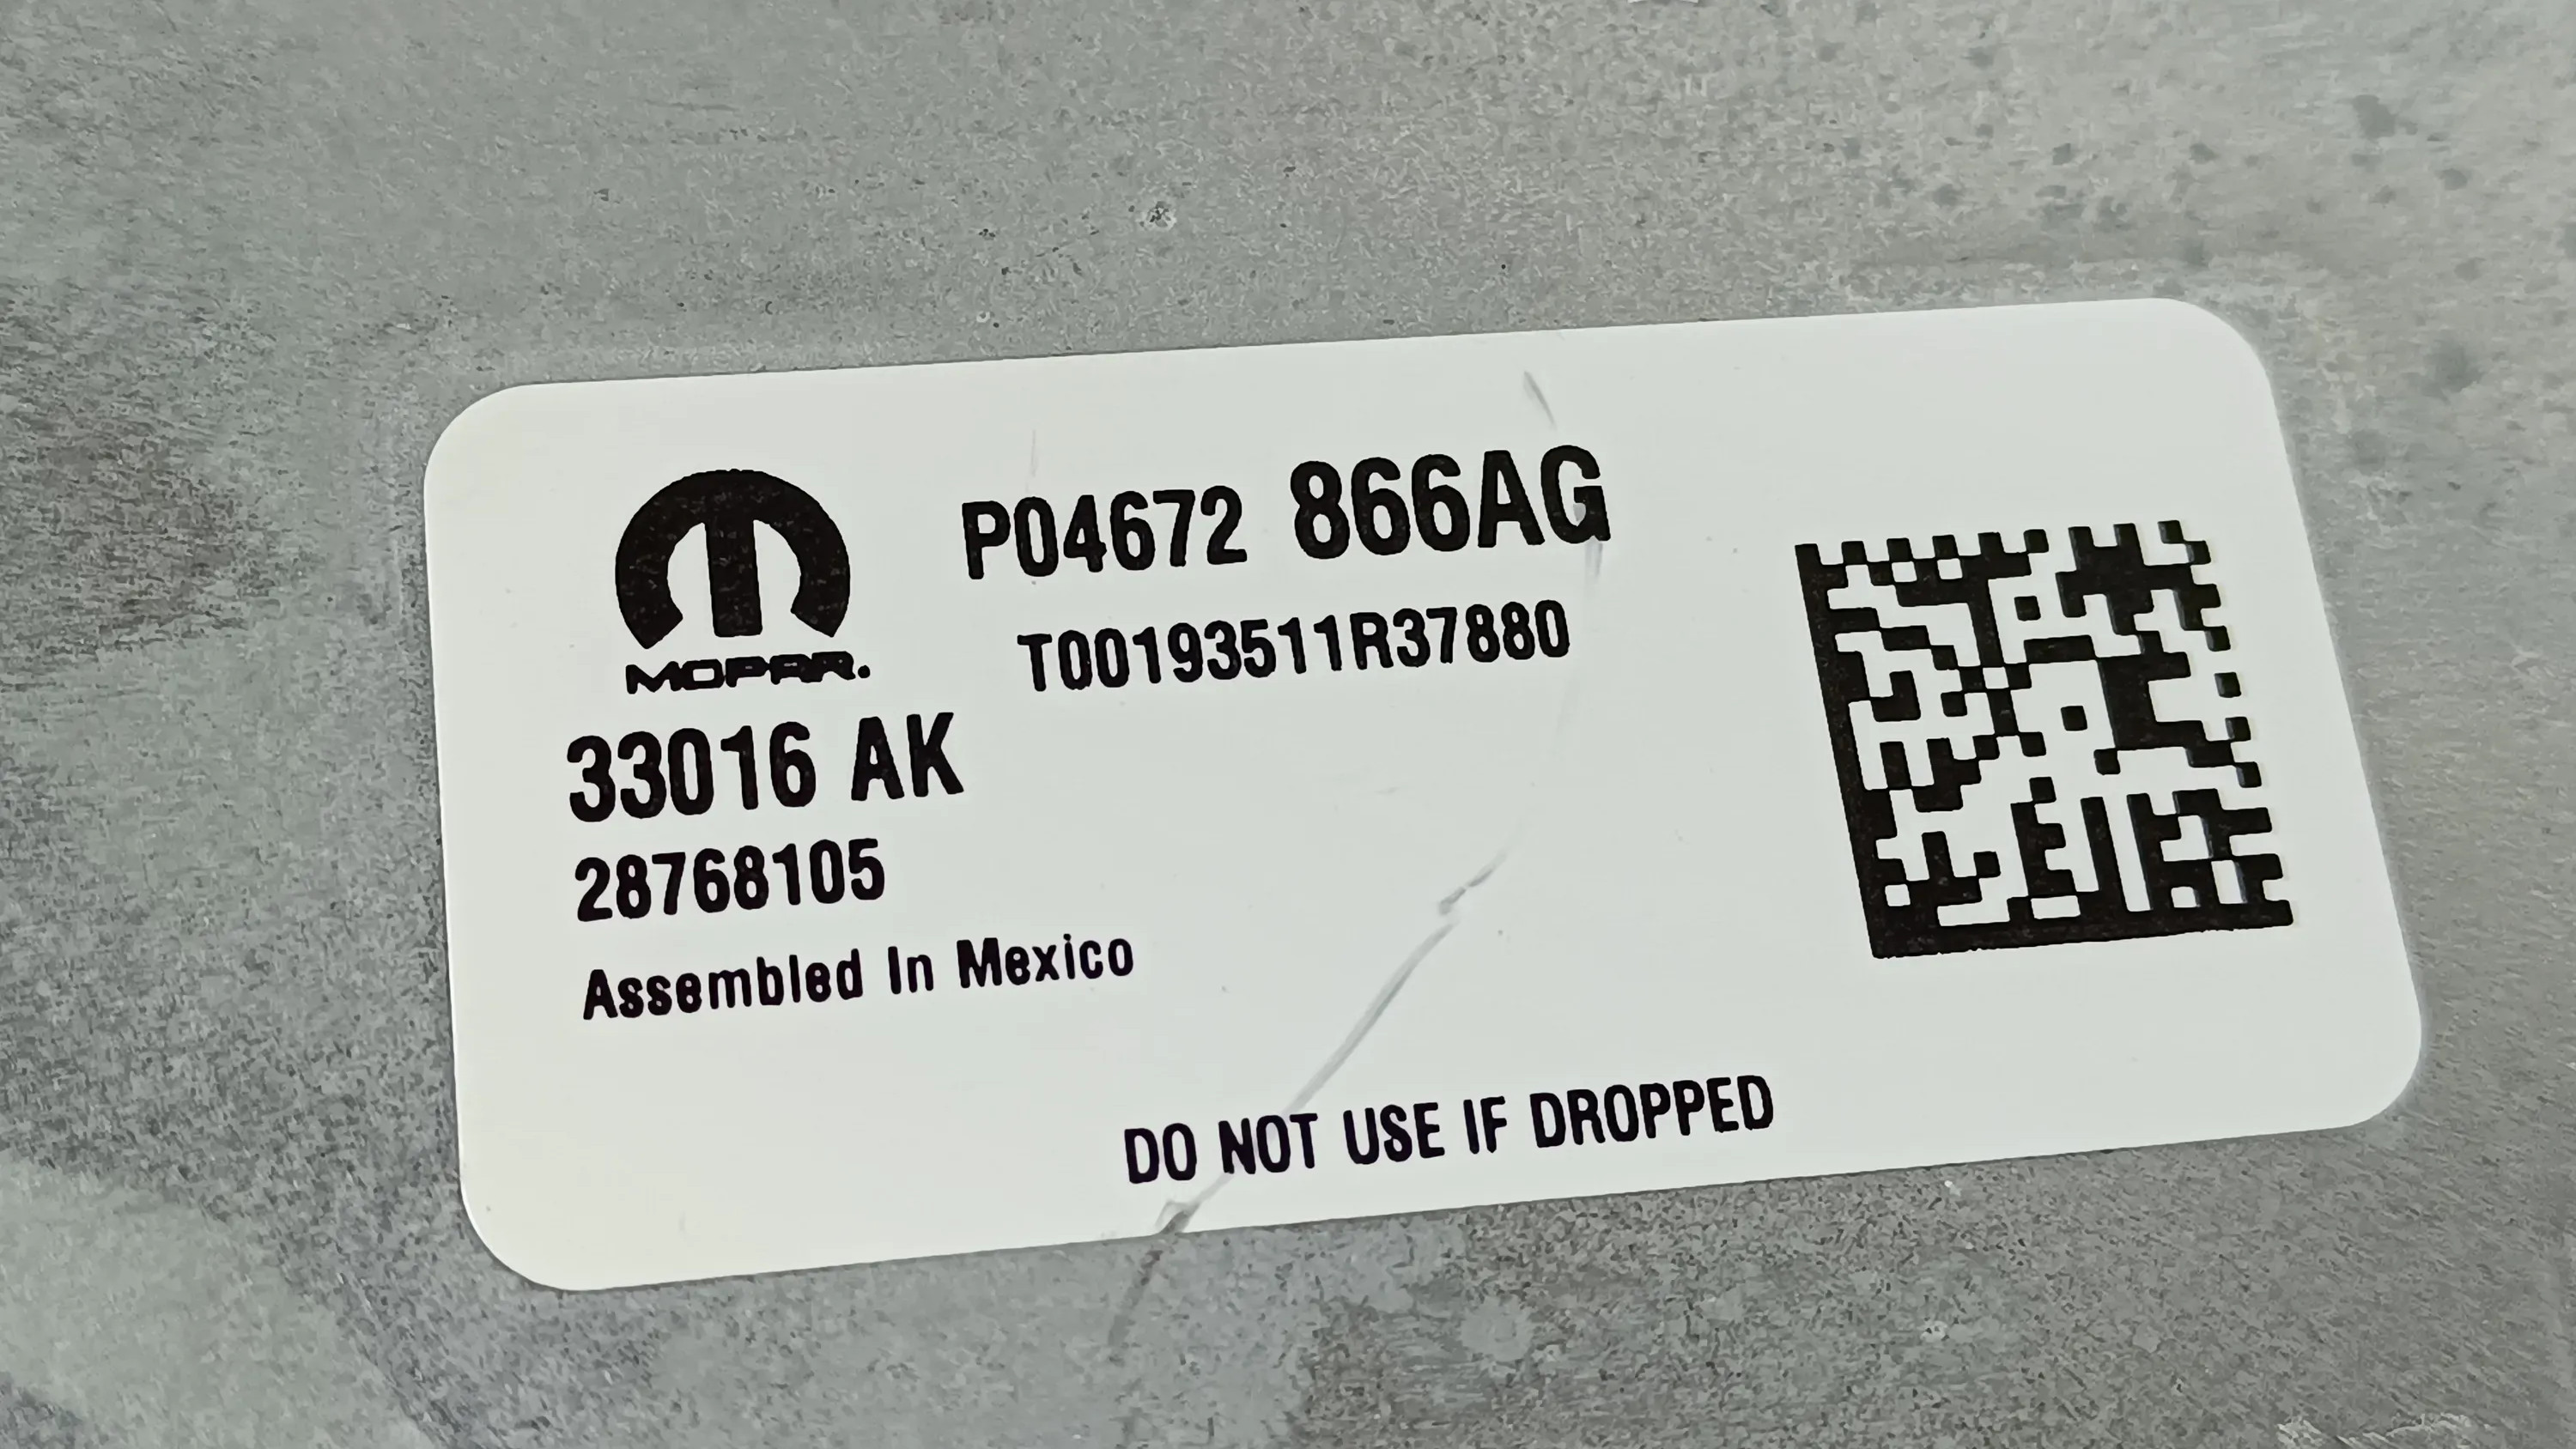 P04672 866AG
MOPAR.
T00193511R37880
33016 AK
28768105
Assembled In Mexico
DO NOT USE IF DROPPED